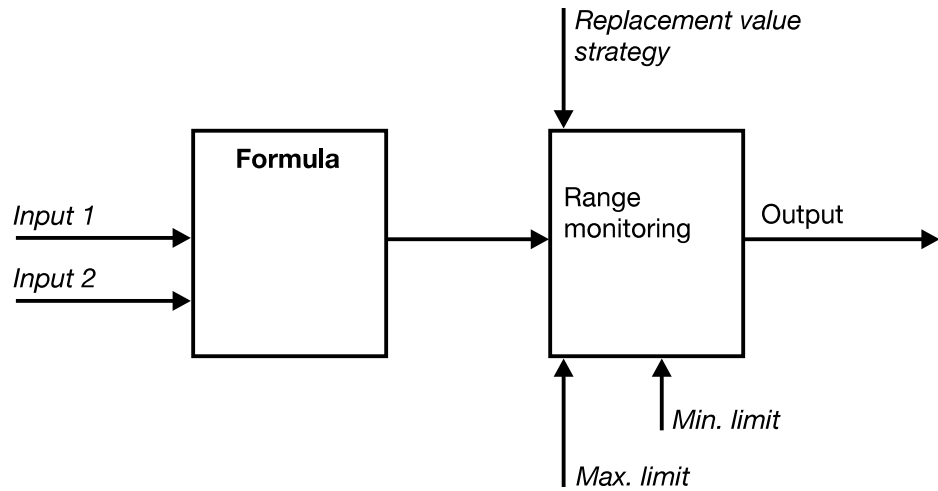 Replacement value
strategy
Formula
Input 1
Input 2
Range
monitoring
Output
Min. limit
Max. limit